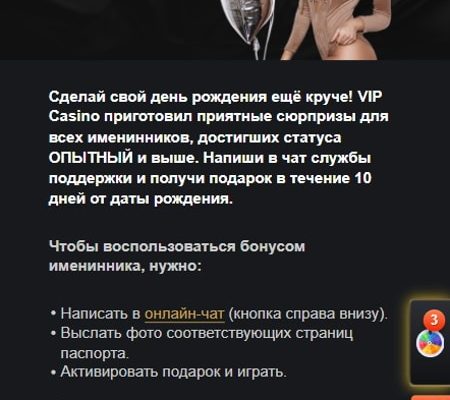 Сделай свой день рождения ещё круче! VIP
Casino приготовил приятные сюрпризы для
всех именинников, достигших статуса
ОПЫТНЫЙ и выше. Напиши в чат службы
поддержки и получи подарок в течение 10
дней от даты рождения.
Чтобы воспользоваться бонусом
именинника, нужно:
• Написать в онлайн-чат (кнопка справа внизу).
• Выслать фото соответствующих страниц
паспорта.
• Активировать подарок и играть.
3